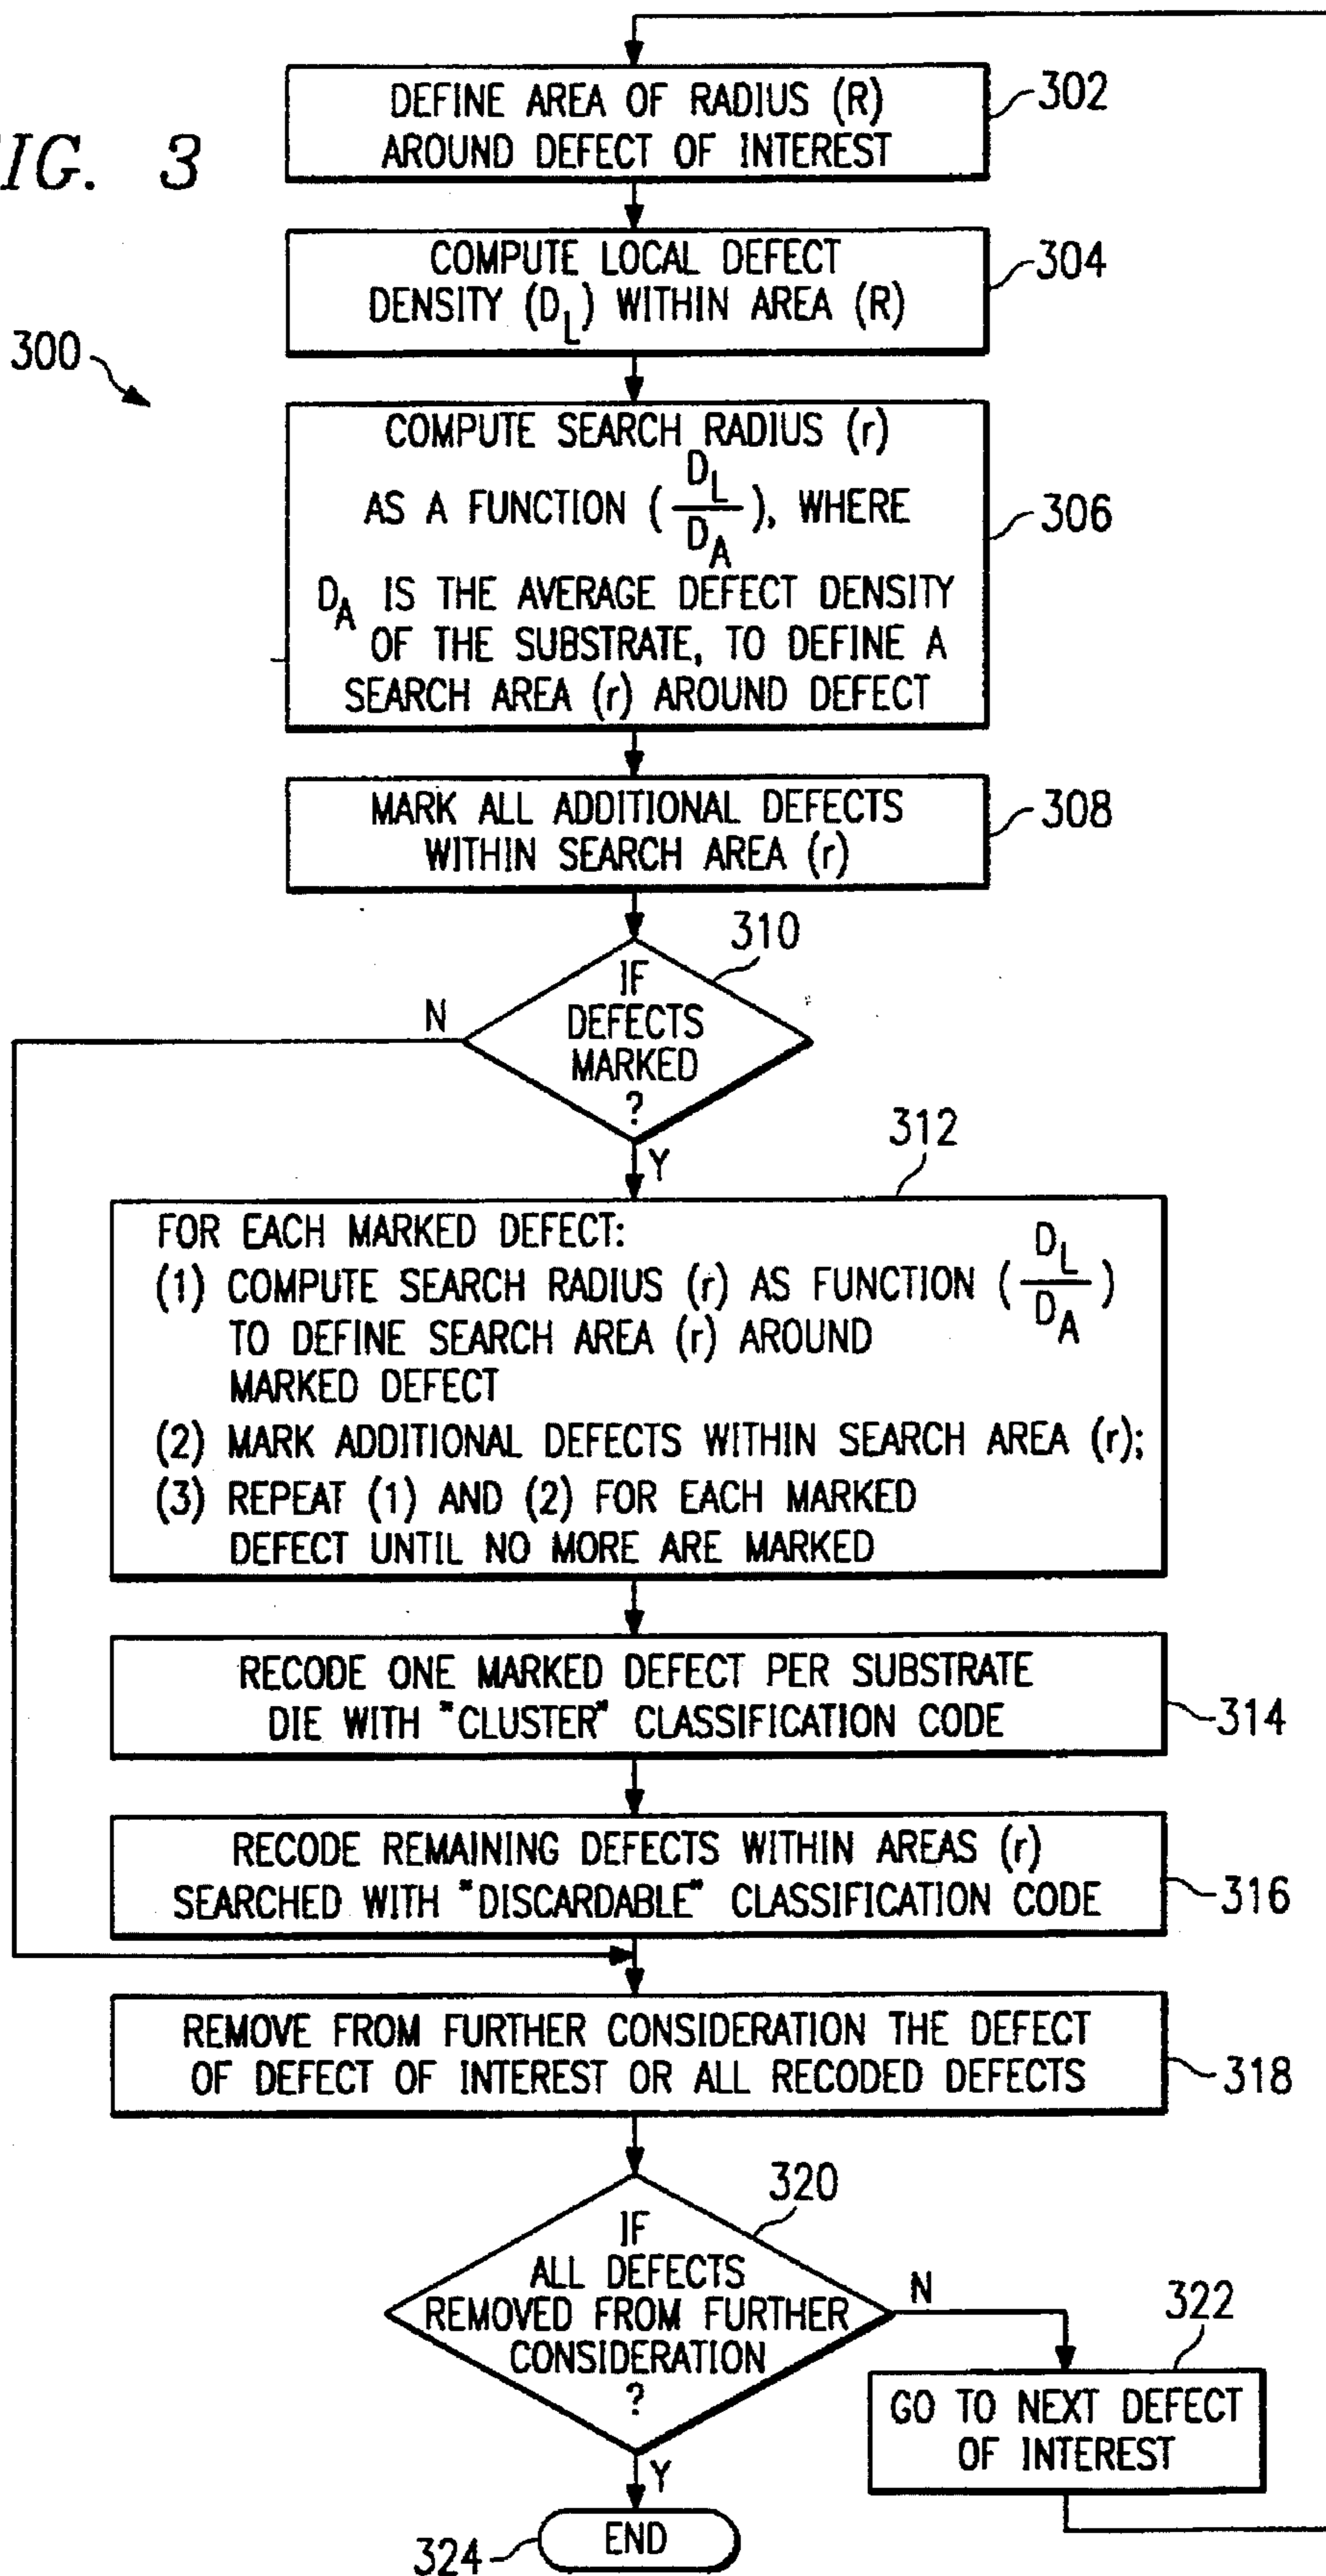 IG. 3
DEFINE AREA OF RADIUS (R)
AROUND DEFECT OF INTEREST
302
COMPUTE LOCAL DEFECT
DENSITY (D_L) WITHIN AREA (R)
304
300
COMPUTE SEARCH RADIUS (r)
AS A FUNCTION (D_L/D_A), WHERE
D_A IS THE AVERAGE DEFECT DENSITY
OF THE SUBSTRATE, TO DEFINE A
SEARCH AREA (r) AROUND DEFECT
306
MARK ALL ADDITIONAL DEFECTS
WITHIN SEARCH AREA (r)
308
310
IF
DEFECTS
MARKED
?
N
Y
312
FOR EACH MARKED DEFECT:
(1) COMPUTE SEARCH RADIUS (r) AS FUNCTION (D_L/D_A)
TO DEFINE SEARCH AREA (r) AROUND
MARKED DEFECT
(2) MARK ADDITIONAL DEFECTS WITHIN SEARCH AREA (r);
(3) REPEAT (1) AND (2) FOR EACH MARKED
DEFECT UNTIL NO MORE ARE MARKED
RECODE ONE MARKED DEFECT PER SUBSTRATE
DIE WITH "CLUSTER" CLASSIFICATION CODE
314
RECODE REMAINING DEFECTS WITHIN AREAS (r)
SEARCHED WITH "DISCARDABLE" CLASSIFICATION CODE
316
REMOVE FROM FURTHER CONSIDERATION THE DEFECT
OF DEFECT OF INTEREST OR ALL RECODED DEFECTS
318
320
IF
ALL DEFECTS
REMOVED FROM FURTHER
CONSIDERATION
?
N
322
GO TO NEXT DEFECT
OF INTEREST
Y
END
324